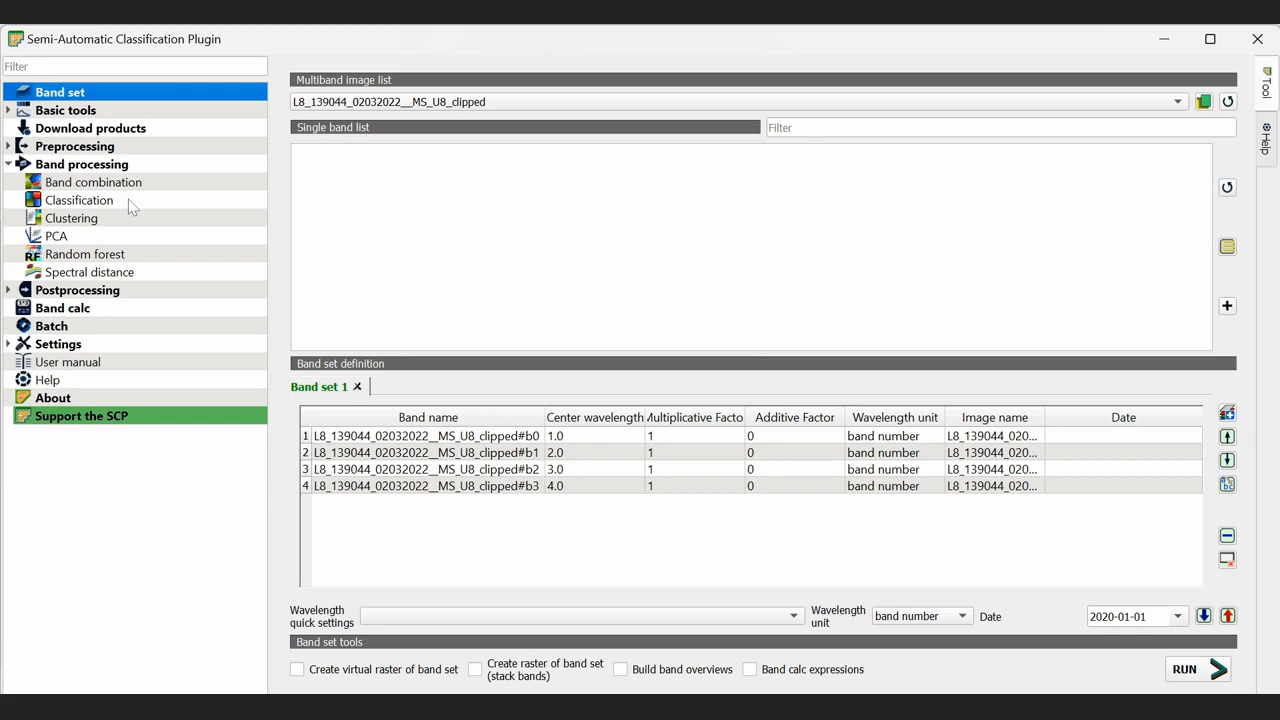 Semi-Automatic Classification Plugin
Filter
Band set
Basic tools
Download products
Preprocessing
Band processing
Band combination
Classification
Clustering
PCA
RF Random forest
Spectral distance
Postprocessing
Band calc
Batch
Settings
User manual
Help
About
Support the SCP
Multiband image list
L8_139044_02032022__MS_U8_clipped
Single band list
Filter
Band set definition
Band set 1
Band name Center wavelength Multiplicative Facto Additive Factor Wavelength unit Image name Date
1 L8_139044_02032022__MS_U8_clipped#b0 1.0 1 0 band number L8_139044_020...
2 L8_139044_02032022__MS_U8_clipped#b1 2.0 1 0 band number L8_139044_020...
3 L8_139044_02032022__MS_U8_clipped#b2 3.0 1 0 band number L8_139044_020...
4 L8_139044_02032022__MS_U8_clipped#b3 4.0 1 0 band number L8_139044_020...
Wavelength
quick settings
Wavelength
unit
band number
Date
2020-01-01
Band set tools
Create virtual raster of band set
Create raster of band set
(stack bands)
Build band overviews
Band calc expressions
RUN
Tool
Help